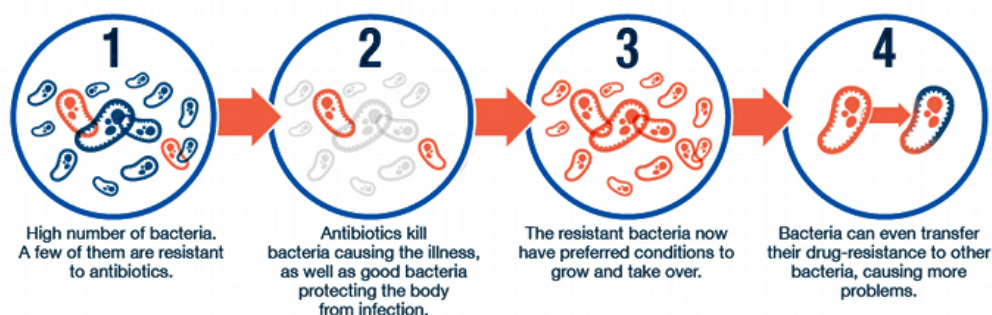 1
High number of bacteria.
A few of them are resistant
to antibiotics.
2
Antibiotics kill
bacteria causing the illness,
as well as good bacteria
protecting the body
from infection.
3
The resistant bacteria now
have preferred conditions to
grow and take over.
4
Bacteria can even transfer
their drug-resistance to other
bacteria, causing more
problems.